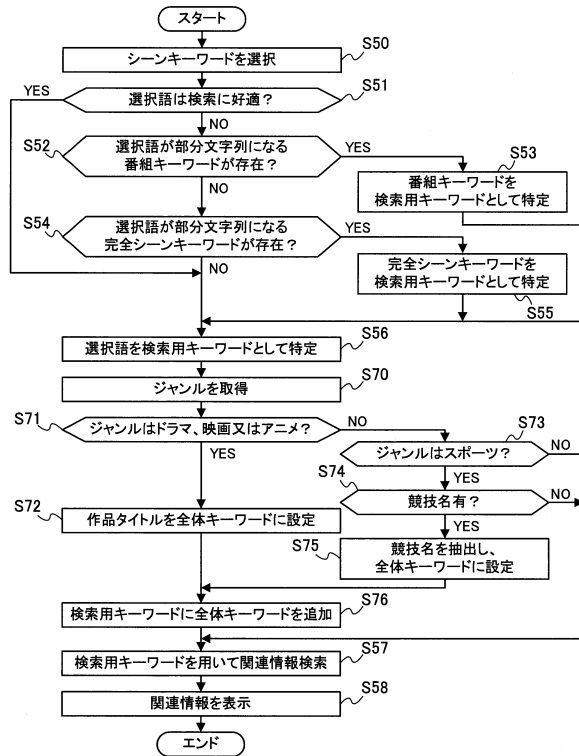 スタート
シーンキーワードを選択
S50
選択語は検索に好適？
S51
YES
NO
S52
選択語が部分文字列になる
番組キーワードが存在？
YES
NO
S53
番組キーワードを
検索用キーワードとして特定
S54
選択語が部分文字列になる
完全シーンキーワードが存在？
YES
NO
完全シーンキーワードを
検索用キーワードとして特定
S55
選択語を検索用キーワードとして特定
S56
ジャンルを取得
S70
S71
ジャンルはドラマ、映画又はアニメ？
NO
YES
S73
ジャンルはスポーツ？
NO
YES
S74
競技名有？
NO
YES
S72
作品タイトルを全体キーワードに設定
S75
競技名を抽出し、
全体キーワードに設定
検索用キーワードに全体キーワードを追加
S76
検索用キーワードを用いて関連情報検索
S57
関連情報を表示
S58
エンド